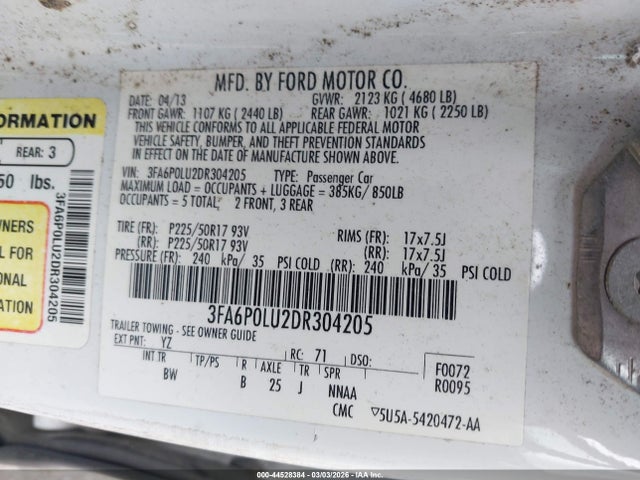 MFD. BY FORD MOTOR CO.
DATE: 04/13 GVWR: 2123 KG ( 4680 LB)
FRONT GAWR: 1107 KG ( 2440 LB) REAR GAWR: 1021 KG ( 2250 LB)
THIS VEHICLE CONFORMS TO ALL APPLICABLE FEDERAL MOTOR
VEHICLE SAFETY, BUMPER, AND THEFT PREVENTION STANDARDS
IN EFFECT ON THE DATE OF MANUFACTURE SHOWN ABOVE.
VIN: 3FA6P0LU2DR304205 TYPE: Passenger Car
MAXIMUM LOAD = OCCUPANTS + LUGGAGE = 385KG/ 850LB
OCCUPANTS = 5 TOTAL, 2 FRONT, 3 REAR
TIRE (FR): P225/50R17 93V RIMS (FR): 17x7.5J
(RR): P225/50R17 93V (RR): 17x7.5J
PRESSURE (FR): 240 kPa/ 35 PSI COLD (RR): 240 kPa/ 35 PSI COLD
3FA6P0LU2DR304205
TRAILER TOWING - SEE OWNER GUIDE
EXT PNT: YZ RC: 71 DSO: F0072
INT TR TP/PS R AXLE TR SPR R0095
BW B 25 J NNAA
CMC 5U5A-5420472-AA
FORMATION
REAR: 3
50 lbs.
WNERS
L FOR
IONAL
ATION
3FA6P0LU2DR304205
000-44528384 | 03/03/2026 - IAA Inc.